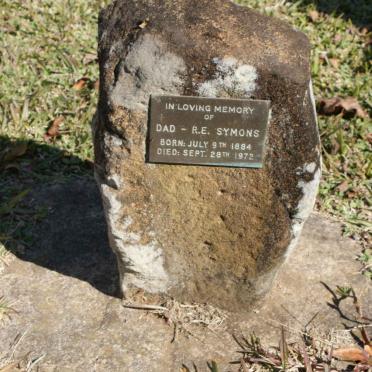 IN LOVING MEMORY
OF
DAD - R.E. SYMONS
BORN: JULY 9TH 1884
DIED: SEPT. 28TH 1972